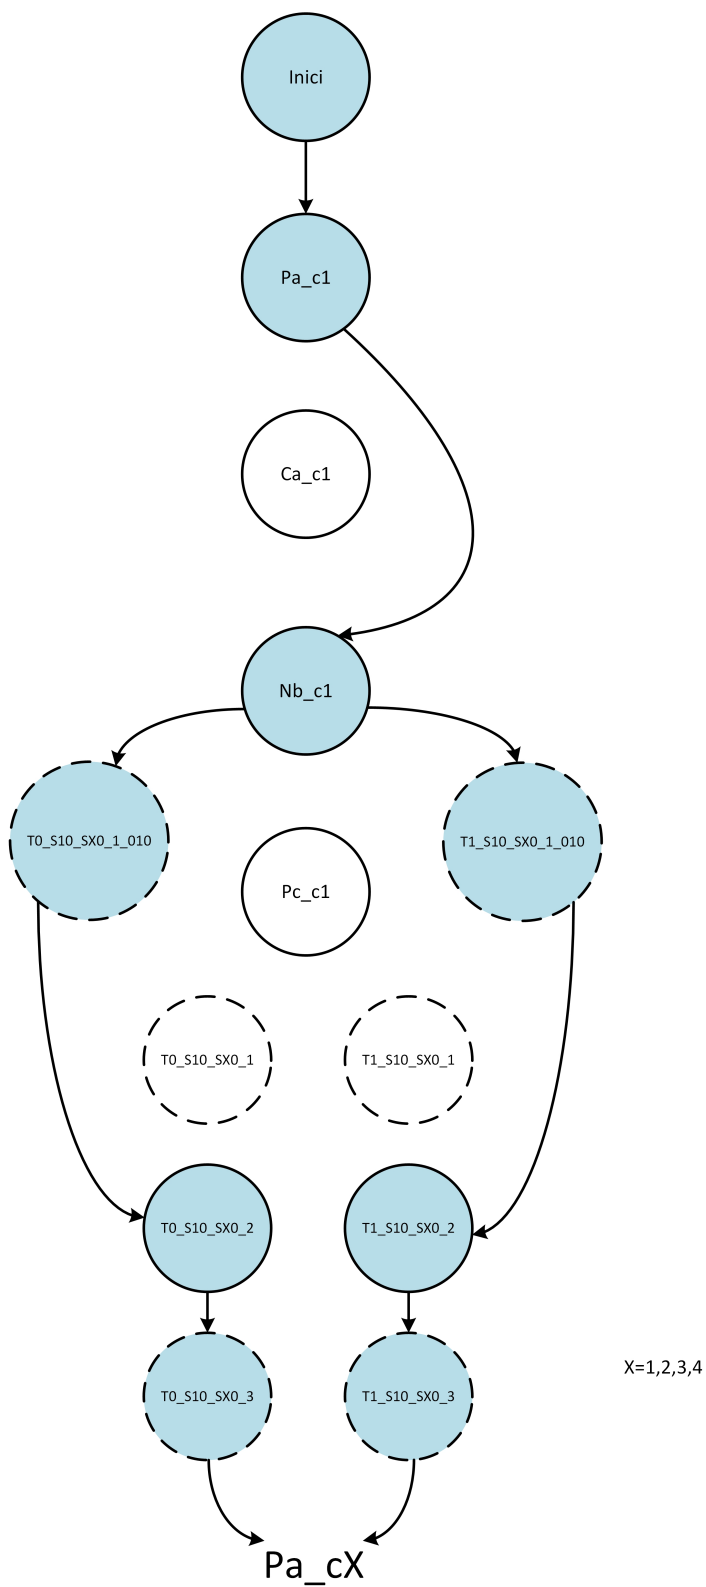 Inici
Pa_c1
Ca_c1
Nb_c1
T0_S10_SX0_1_010
T1_S10_SX0_1_010
Pc_c1
T0_S10_SX0_1
T1_S10_SX0_1
T0_S10_SX0_2
T1_S10_SX0_2
X=1,2,3,4
T0_S10_SX0_3
T1_S10_SX0_3
Pa_cX